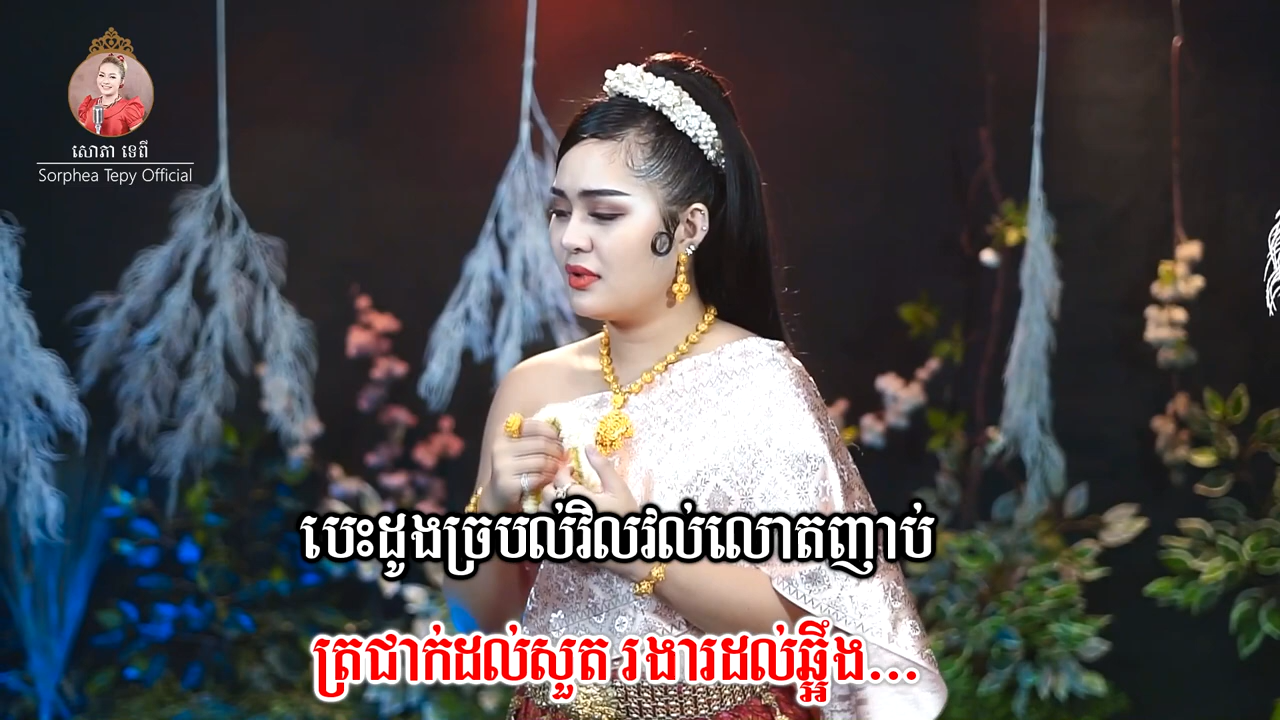 សោភា ទេពី
Sorphea Tepy Official
បេះដូងច្របល់វិលវល់លោតញាប់
ត្រជាក់ដល់សួត រងារដល់ឆ្អឹង...